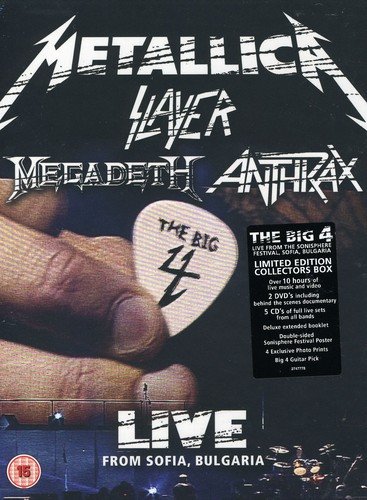 METALLICA
SLAYER
MEGADETH ANTHRAX
THE BIG
4
THE BIG 4
LIVE FROM THE SONISPHERE
FESTIVAL, SOFIA, BULGARIA
LIMITED EDITION
COLLECTORS BOX
Over 10 hours of
live music and video
2 DVD's including
behind the scenes documentary
5 CD's of full live sets
from all bands
Deluxe extended booklet
Double-sided
Sonisphere Festival Poster
4 Exclusive Photo Prints
Big 4 Guitar Pick
2747778
LIVE
FROM SOFIA, BULGARIA
15